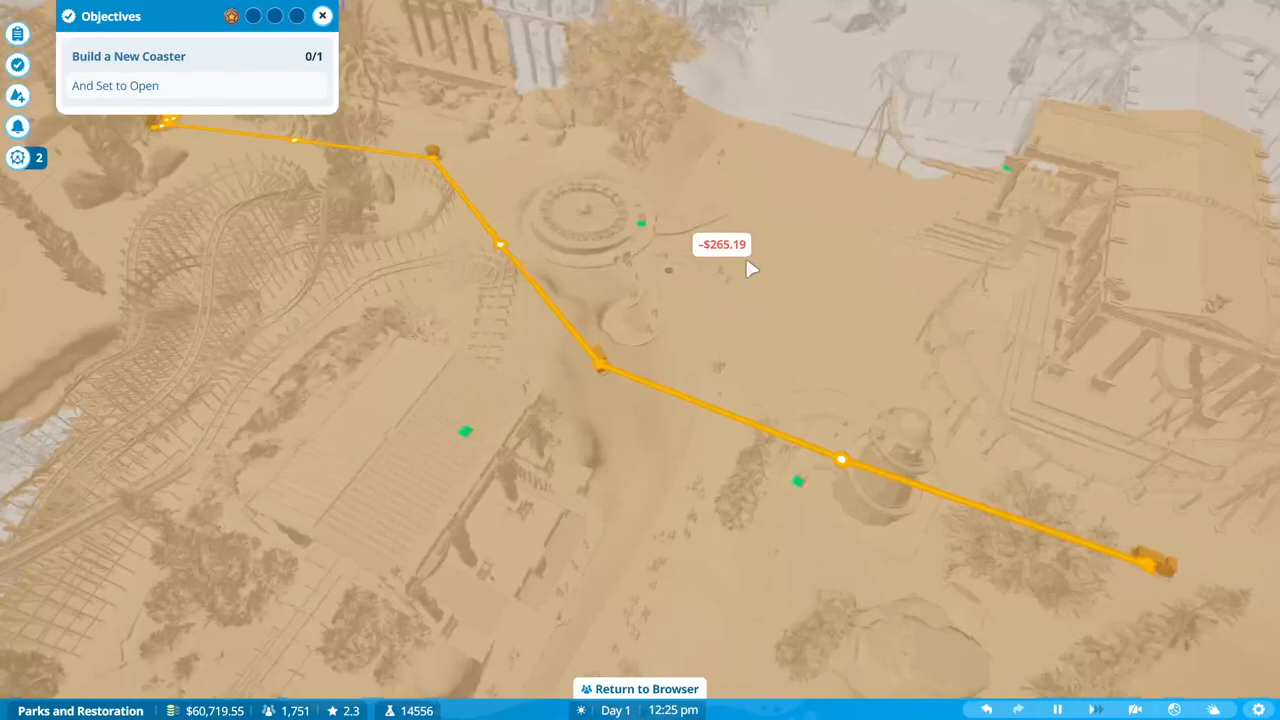 Objectives
Build a New Coaster 0/1
And Set to Open
2
-$265.19
Return to Browser
Parks and Restoration $60,719.55 1,751 2.3 14556 Day 1 12:25 pm